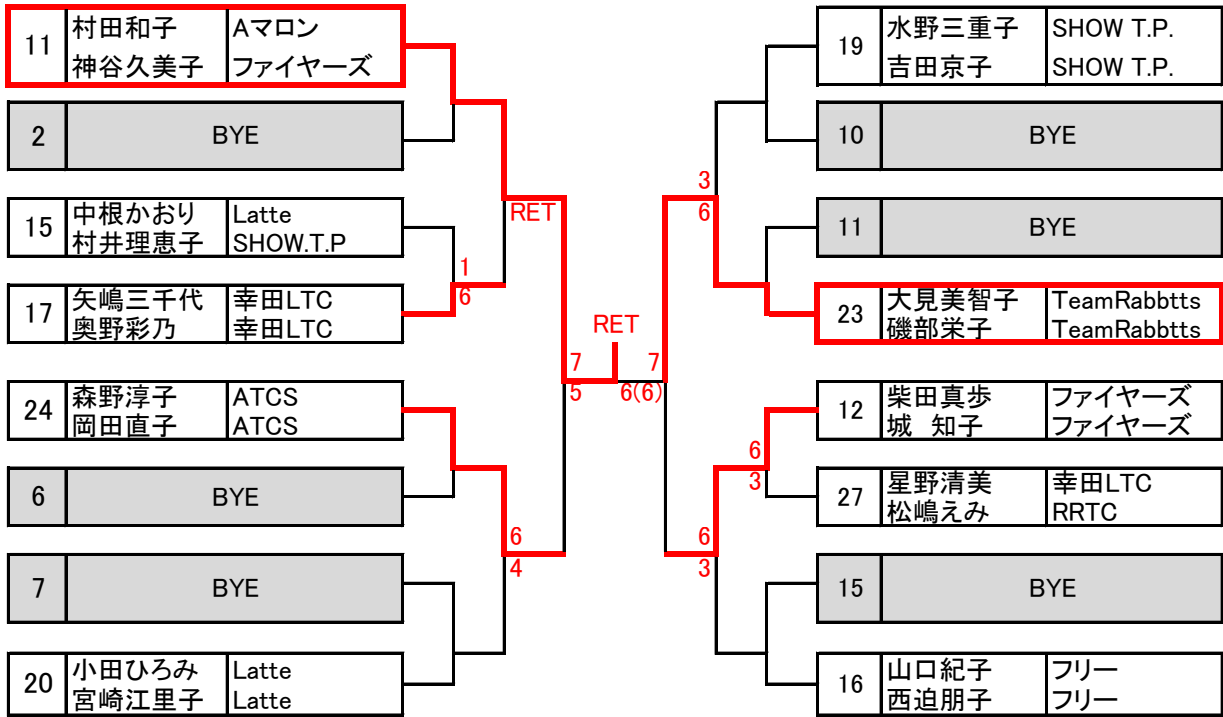 11 村田和子 Aマロン
神谷久美子 ファイヤーズ
2 BYE
15 中根かおり Latte
村井理恵子 SHOW.T.P
17 矢嶋三千代 幸田LTC
奥野彩乃 幸田LTC
24 森野淳子 ATCS
岡田直子 ATCS
6 BYE
7 BYE
20 小田ひろみ Latte
宮崎江里子 Latte
RET
1
6
6
4
7
5
RET
7
6(6)
3
6
6
3
6
3
19 水野三重子 SHOW T.P.
吉田京子 SHOW T.P.
10 BYE
11 BYE
23 大見美智子 TeamRabbtts
磯部栄子 TeamRabbtts
12 柴田真歩 ファイヤーズ
城 知子 ファイヤーズ
27 星野清美 幸田LTC
松嶋えみ RRTC
15 BYE
16 山口紀子 フリー
西迫朋子 フリー